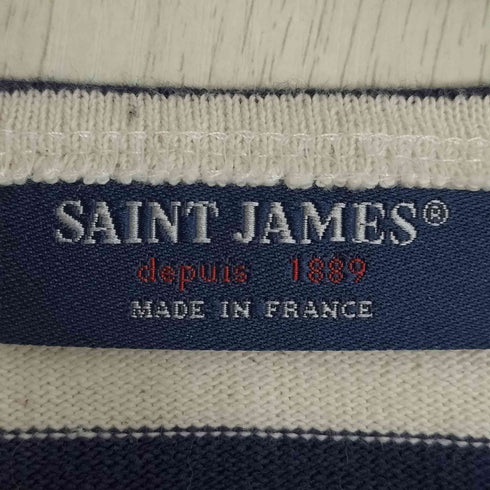 SAINT JAMES®
depuis 1889
MADE IN FRANCE